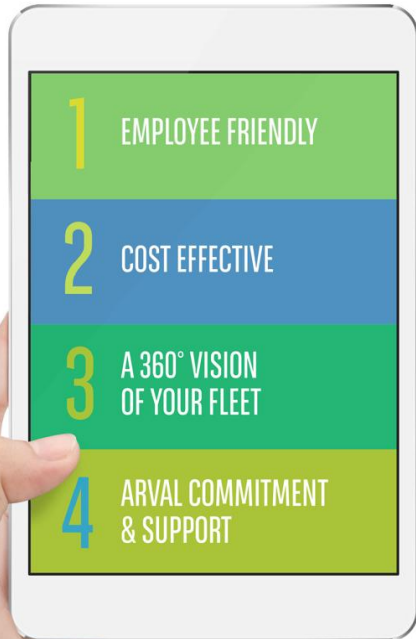 1 EMPLOYEE FRIENDLY
2 COST EFFECTIVE
3 A 360° VISION
OF YOUR FLEET
4 ARVAL COMMITMENT
& SUPPORT